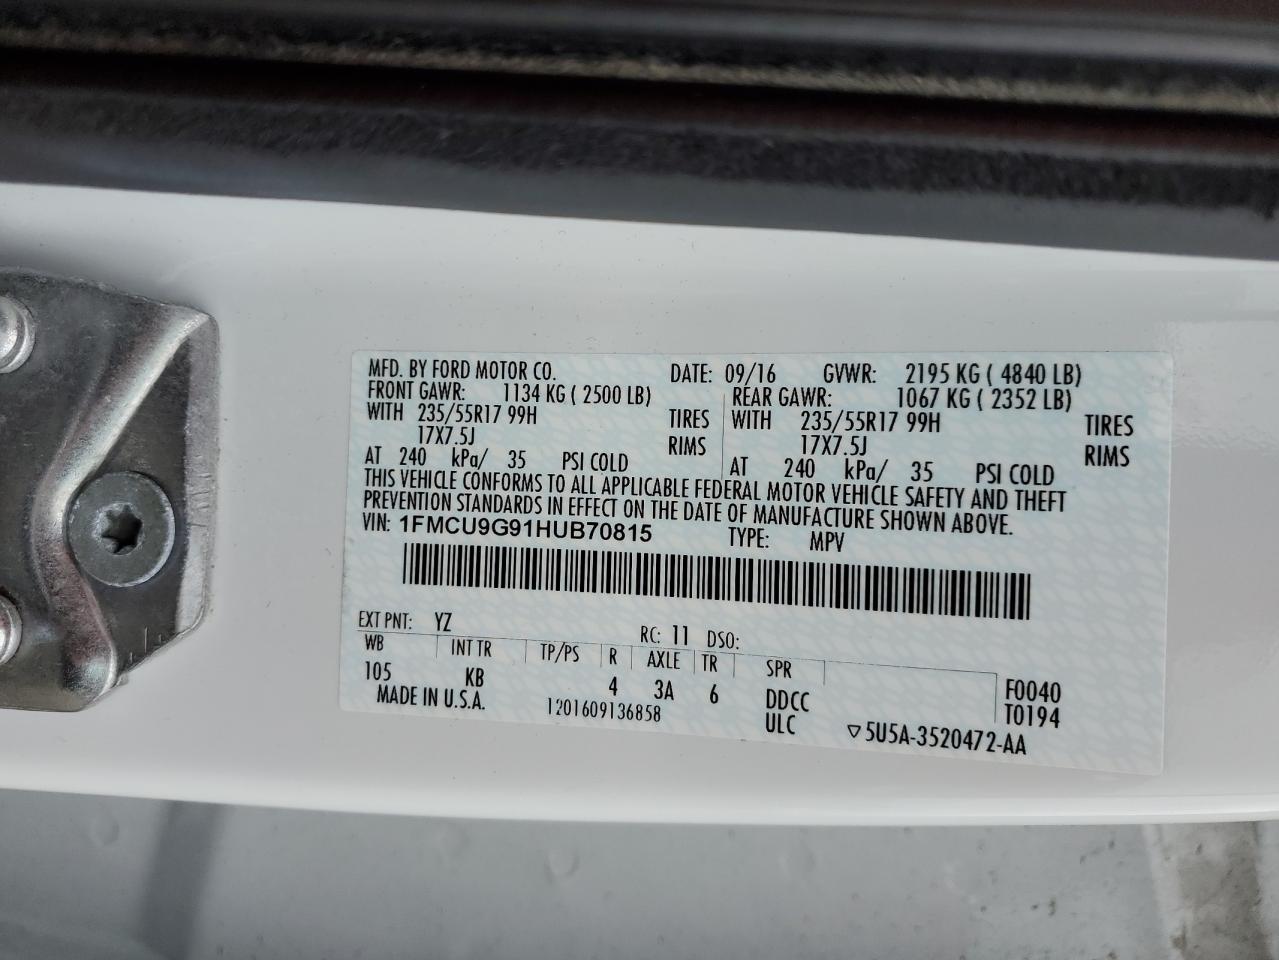 MFD. BY FORD MOTOR CO. DATE: 09/16 GVWR: 2195 KG ( 4840 LB)
FRONT GAWR: 1134 KG ( 2500 LB) REAR GAWR: 1067 KG ( 2352 LB)
WITH 235/55R17 99H TIRES WITH 235/55R17 99H TIRES
17X7.5J RIMS 17X7.5J RIMS
AT 240 kPa/ 35 PSI COLD AT 240 kPa/ 35 PSI COLD
THIS VEHICLE CONFORMS TO ALL APPLICABLE FEDERAL MOTOR VEHICLE SAFETY AND THEFT
PREVENTION STANDARDS IN EFFECT ON THE DATE OF MANUFACTURE SHOWN ABOVE.
VIN: 1FMCU9G91HUB70815 TYPE: MPV
EXT PNT: YZ RC: 11 DSO:
WB INT TR TP/PS R AXLE TR SPR
105 KB 4 3A 6 DDCC F0040
MADE IN U.S.A. 1201609136858 ULC T0194
▽5U5A-3520472-AA